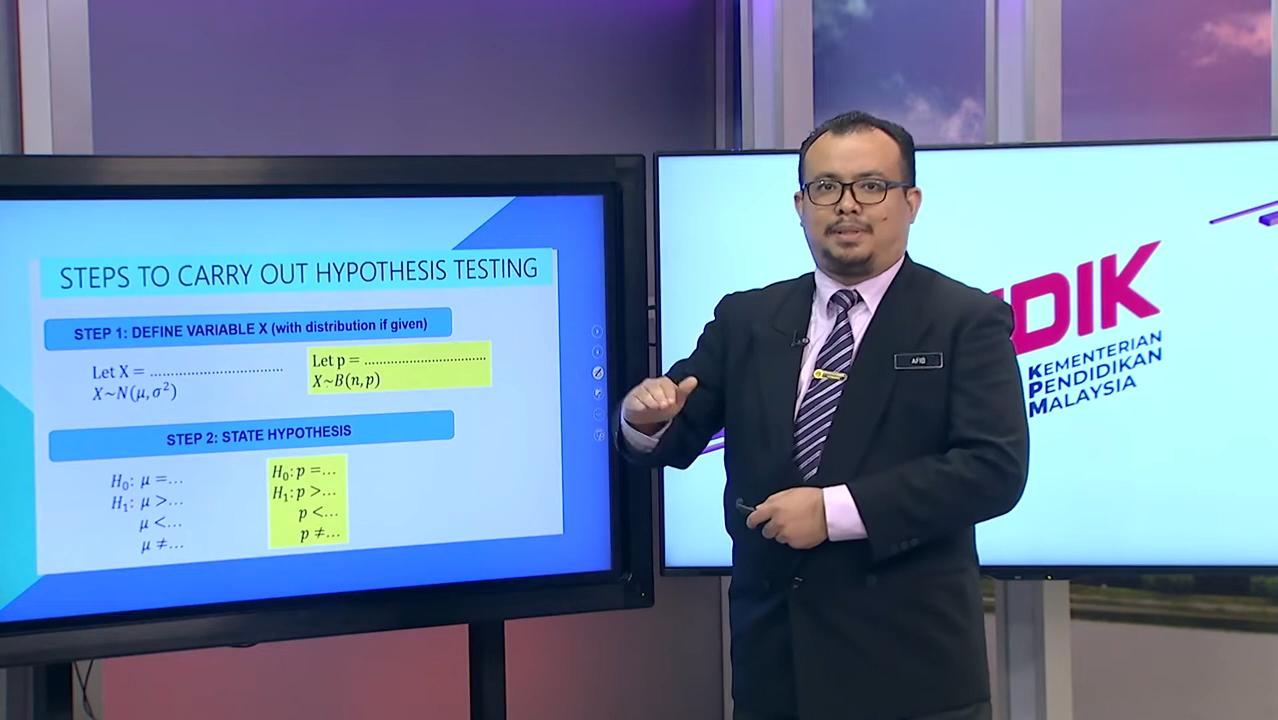 STEPS TO CARRY OUT HYPOTHESIS TESTING
STEP 1: DEFINE VARIABLE X (with distribution if given)
Let X = ……………………………
X~N(μ, σ²)
Let p = ……………………………
X~B(n, p)
STEP 2: STATE HYPOTHESIS
H₀: μ =…
H₁: μ >…
μ <…
μ ≠…
H₀: p =…
H₁: p >…
p <…
p ≠…
AFIQ
DIK
KEMENTERIAN
PENDIDIKAN
MALAYSIA